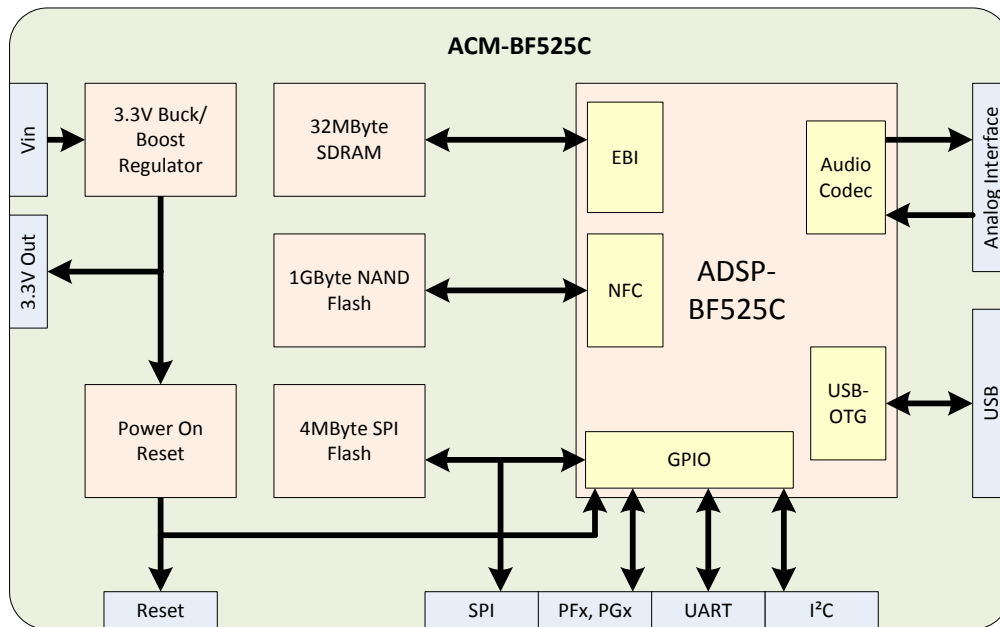 ACM-BF525C
Vin
3.3V Buck/
Boost
Regulator
3.3V Out
32MByte
SDRAM
EBI
Audio
Codec
Analog Interface
1GByte NAND
Flash
NFC
ADSP-
BF525C
Power On
Reset
4MByte SPI
Flash
USB-
OTG
USB
GPIO
Reset
SPI
PFx, PGx
UART
I²C